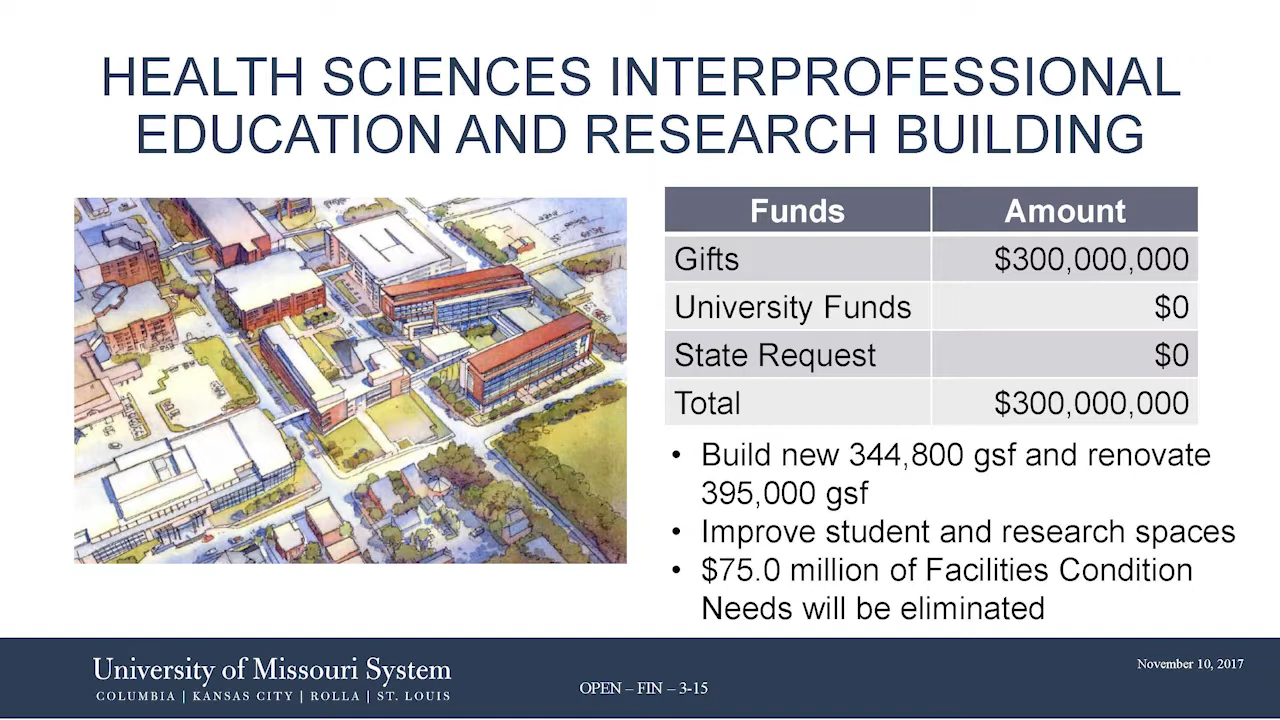 HEALTH SCIENCES INTERPROFESSIONAL
EDUCATION AND RESEARCH BUILDING
Funds Amount
Gifts $300,000,000
University Funds $0
State Request $0
Total $300,000,000
• Build new 344,800 gsf and renovate
395,000 gsf
• Improve student and research spaces
• $75.0 million of Facilities Condition
Needs will be eliminated
University of Missouri System
COLUMBIA | KANSAS CITY | ROLLA | ST. LOUIS
OPEN – FIN – 3-15
November 10, 2017